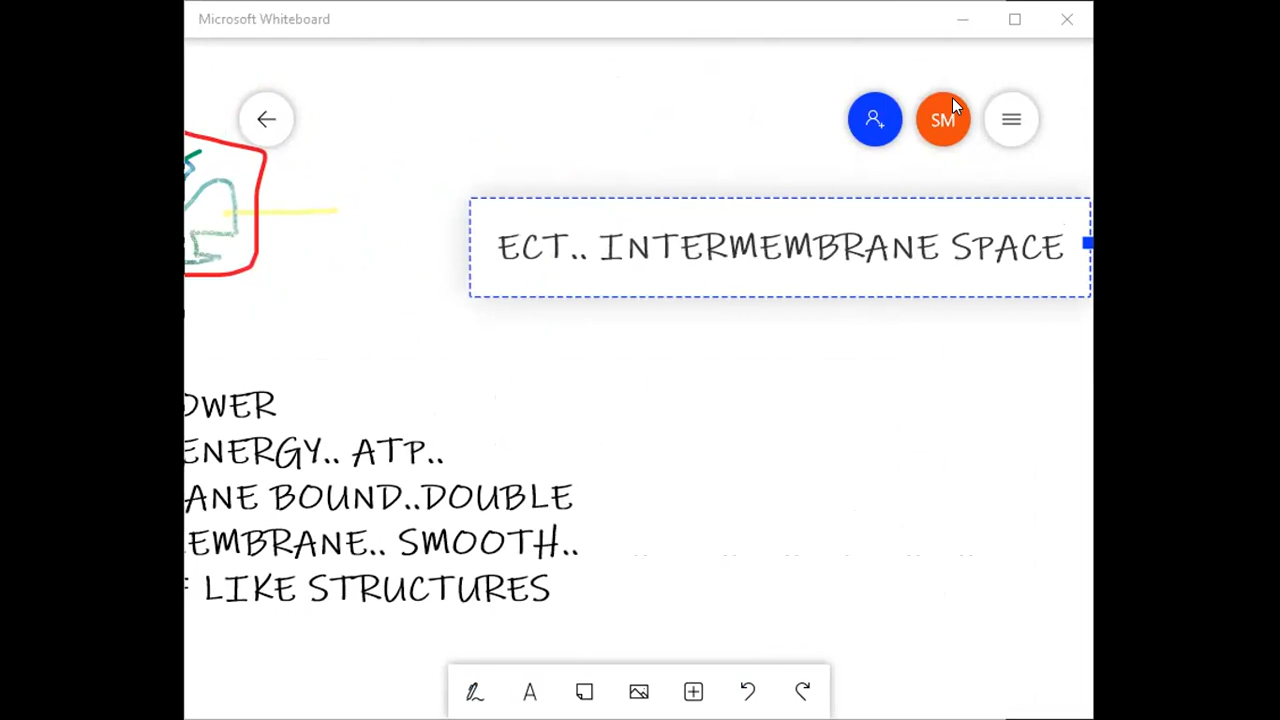 Microsoft Whiteboard
SM
ECT.. INTERMEMBRANE SPACE
OWER
ENERGY.. ATP..
ANE BOUND..DOUBLE
EMBRANE.. SMOOTH..
LIKE STRUCTURES